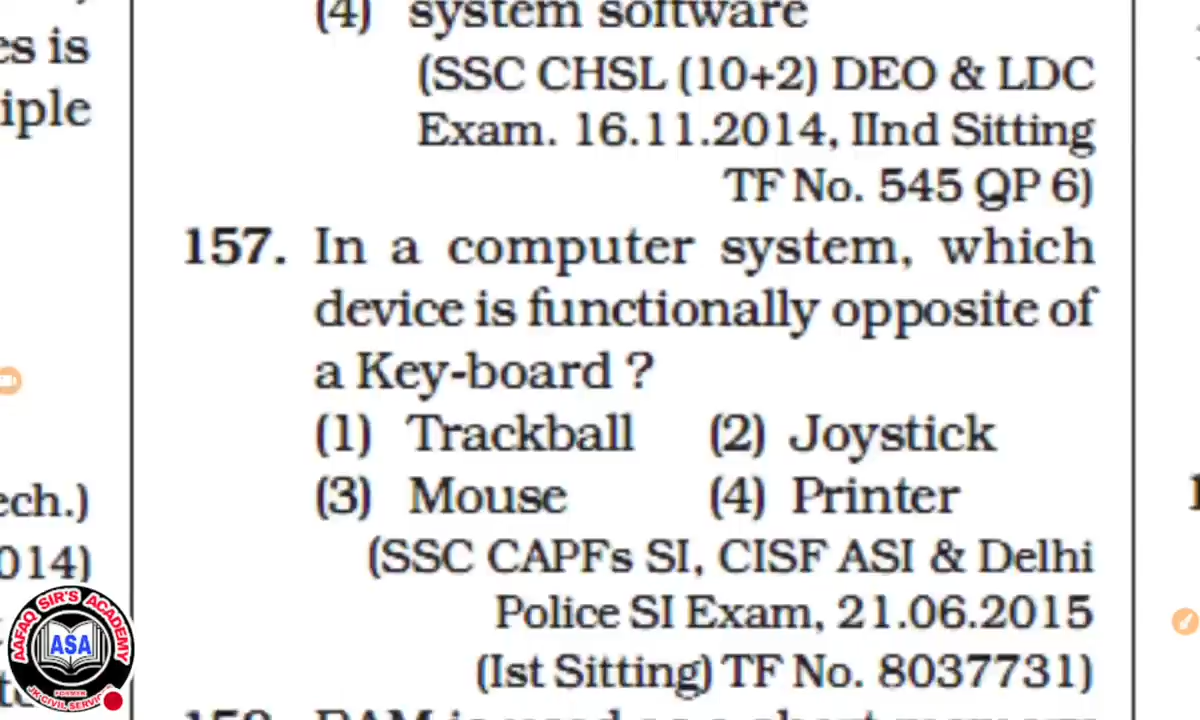 es is
iple
ech.)
014)
(4) system software
(SSC CHSL (10+2) DEO & LDC
Exam. 16.11.2014, IInd Sitting
TF No. 545 QP 6)
157. In a computer system, which
device is functionally opposite of
a Key-board ?
(1) Trackball (2) Joystick
(3) Mouse (4) Printer
(SSC CAPFs SI, CISF ASI & Delhi
Police SI Exam, 21.06.2015
(Ist Sitting) TF No. 8037731)
AAFAQ SIR'S ACADEMY
ASA